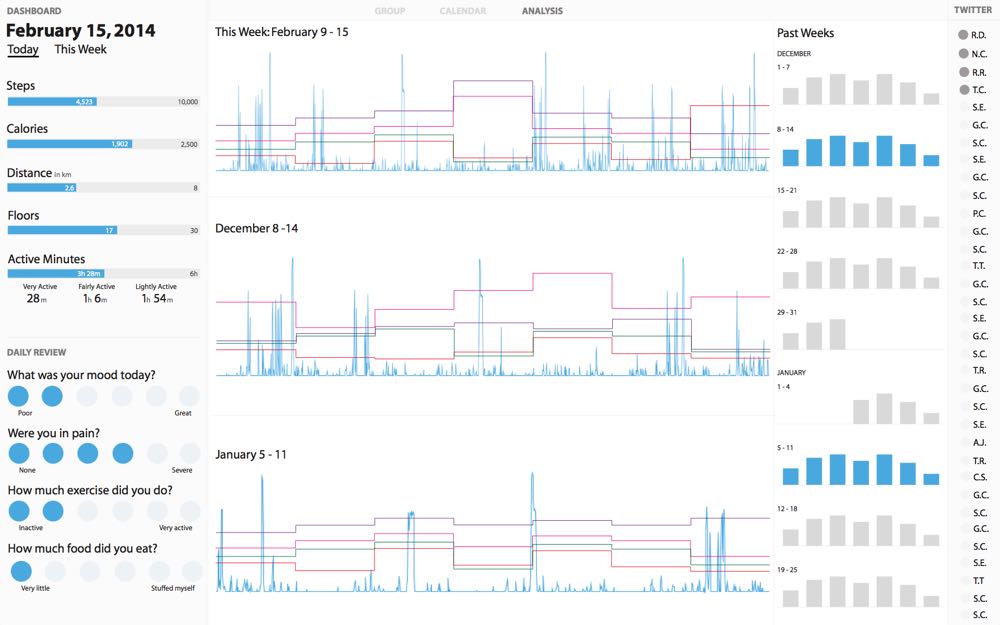 DASHBOARD
February 15, 2014
Today This Week
Steps
4,523 10,000
Calories
1,902 2,500
Distance in km
2.6 8
Floors
17 30
Active Minutes
3h 28m 6h
Very Active Fairly Active Lightly Active
28m 1h 6m 1h 54m
DAILY REVIEW
What was your mood today?
Poor Great
Were you in pain?
None Severe
How much exercise did you do?
Inactive Very active
How much food did you eat?
Very little Stuffed myself
GROUP CALENDAR ANALYSIS
This Week: February 9 - 15
December 8 -14
January 5 - 11
Past Weeks
DECEMBER
1 - 7
8 - 14
15 - 21
22 - 28
29 - 31
JANUARY
1 - 4
5 - 11
12 - 18
19 - 25
TWITTER
R.D.
N.C.
R.R.
T.C.
S.E.
G.C.
S.C.
S.E.
G.C.
S.C.
P.C.
G.C.
S.C.
T.T.
G.C.
S.C.
S.E.
G.C.
S.C.
T.R.
G.C.
S.C.
S.E.
A.J.
T.R.
C.S.
G.C.
S.C.
G.C.
S.C.
S.E.
T.T
S.C.
S.C.